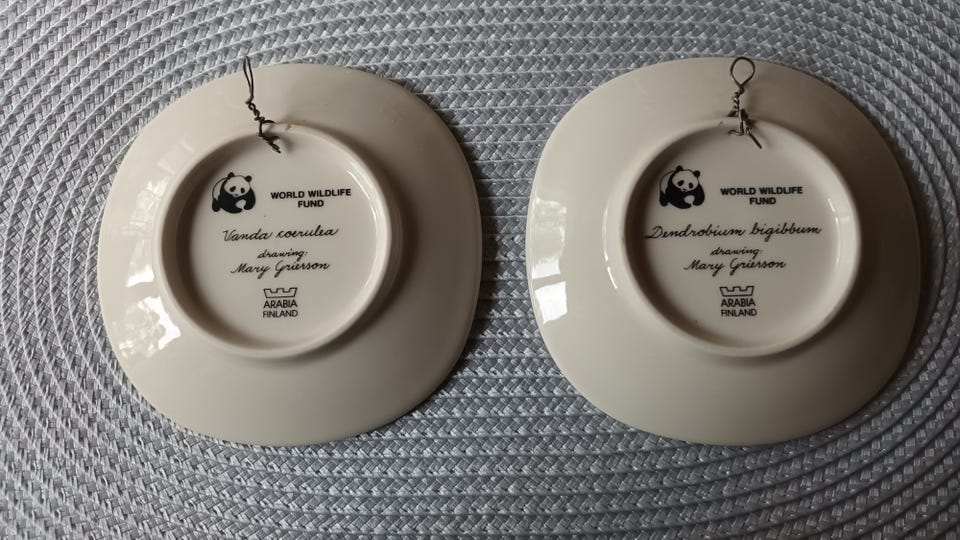 WORLD WILDLIFE
FUND
Vanda coerulea
drawing:
Mary Grierson
ARABIA
FINLAND
WORLD WILDLIFE
FUND
Dendrobium bigibbum
drawing:
Mary Grierson
ARABIA
FINLAND